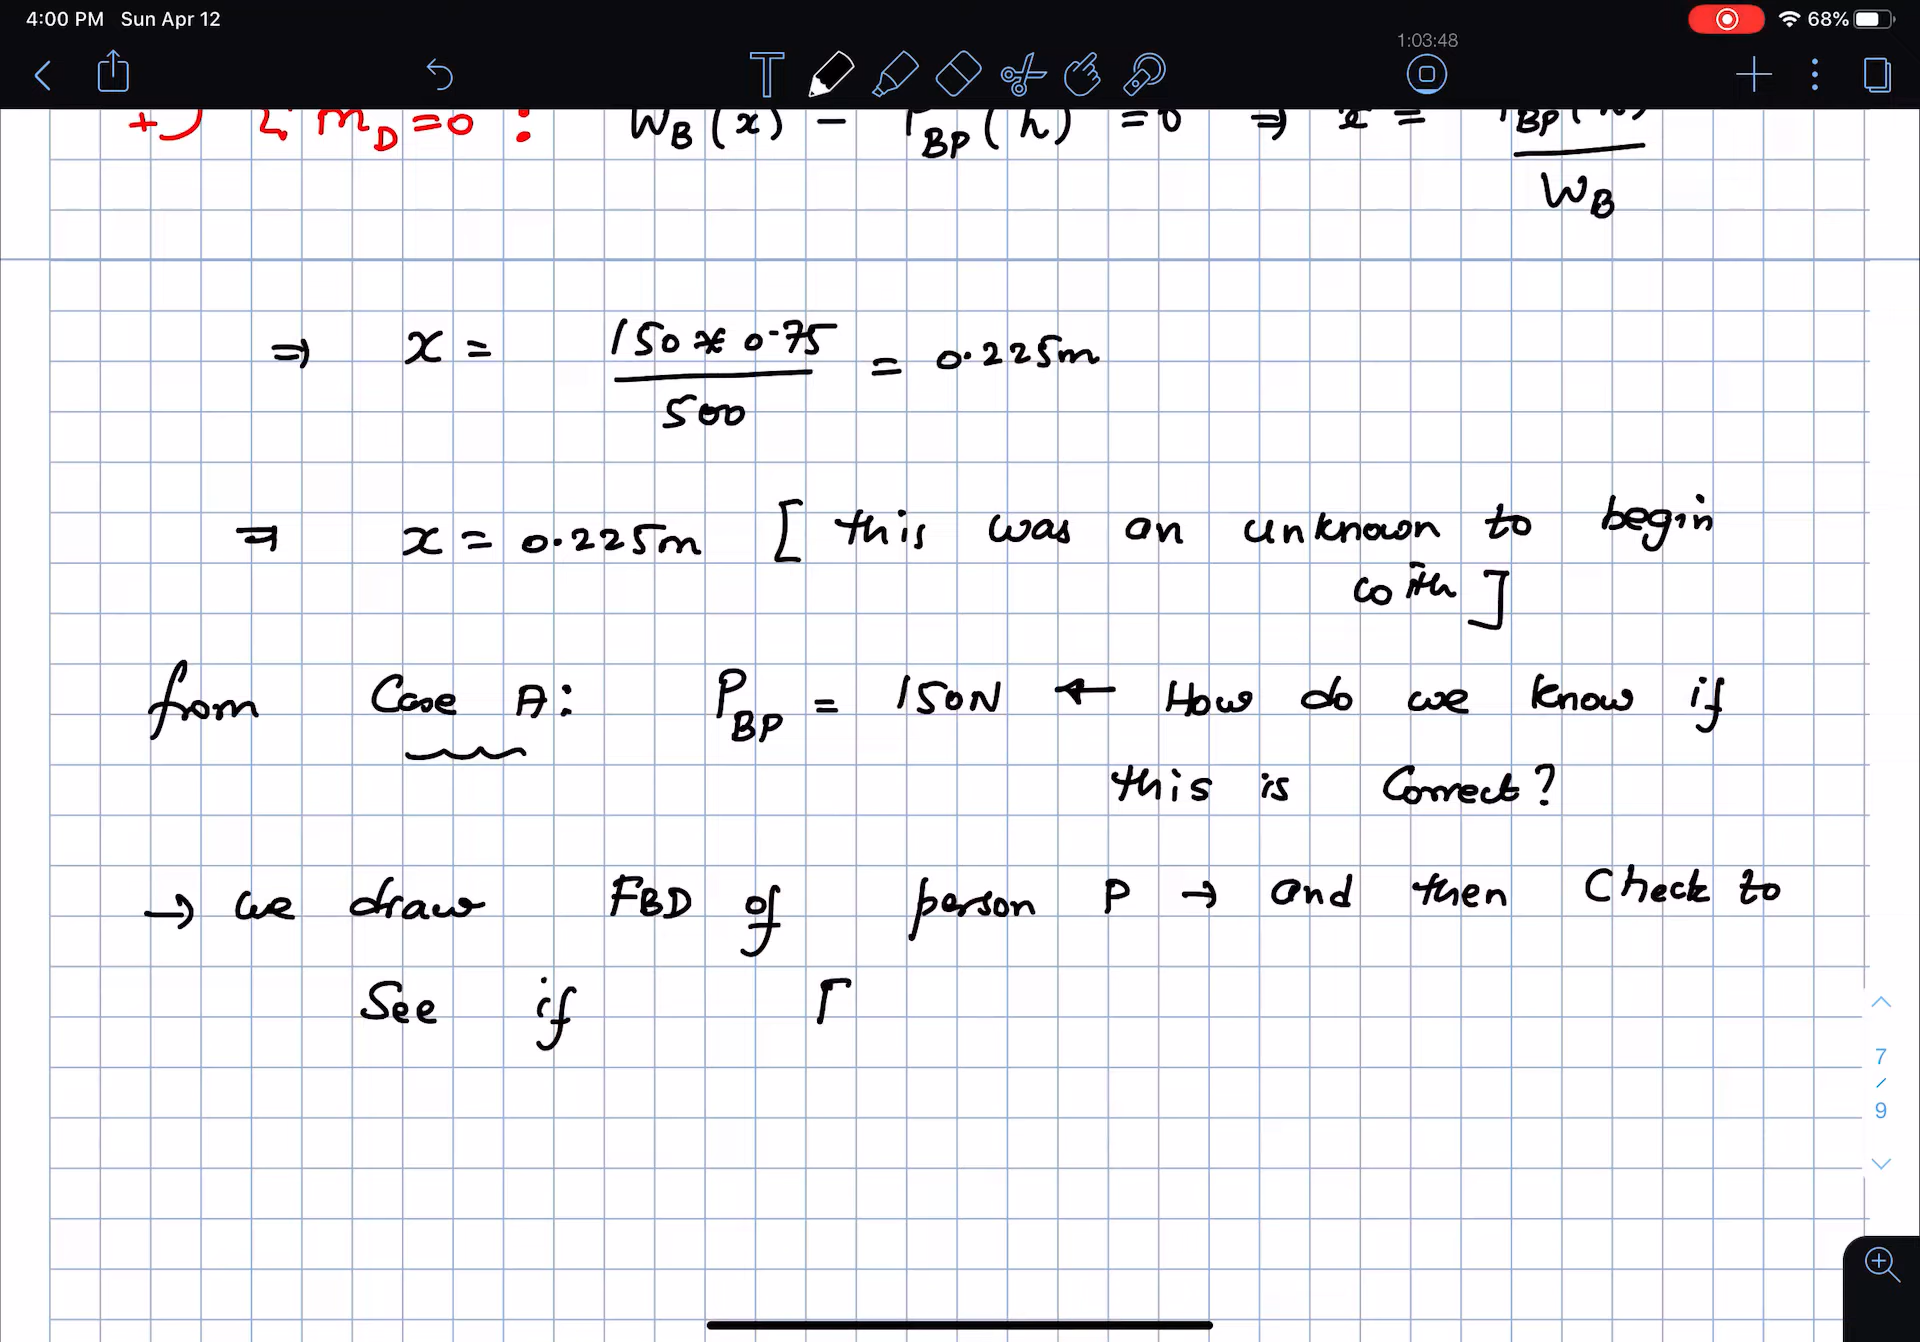 4:00 PM Sun Apr 12
68%
1:03:48
T
+ Σ M_D = 0 : W_B (x) - P_BP (h) = 0 ⇒ x = P_BP (h) / W_B
⇒ x = 150 * 0.75 / 500 = 0.225m
⇒ x = 0.225m [ this was an unknown to begin
with ]
from Case A: P_BP = 150N ← How do we know if
this is Correct?
→ we draw FBD of person P → and then Check to
See if
7
/
9